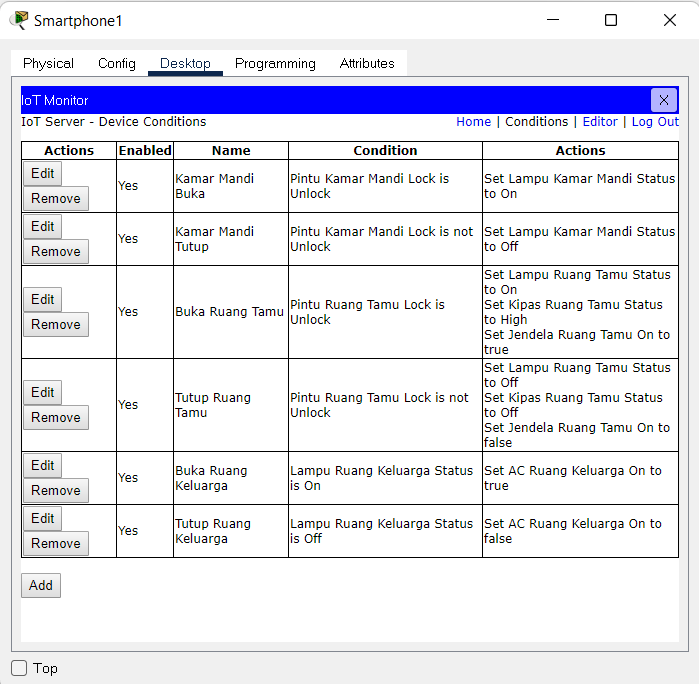 Smartphone1
Physical Config Desktop Programming Attributes
IoT Monitor X
IoT Server - Device Conditions Home | Conditions | Editor | Log Out
Actions Enabled Name Condition Actions
Edit
Remove
Yes
Kamar Mandi
Buka
Pintu Kamar Mandi Lock is
Unlock
Set Lampu Kamar Mandi Status
to On
Edit
Remove
Yes
Kamar Mandi
Tutup
Pintu Kamar Mandi Lock is not
Unlock
Set Lampu Kamar Mandi Status
to Off
Edit
Remove
Yes
Buka Ruang Tamu
Pintu Ruang Tamu Lock is
Unlock
Set Lampu Ruang Tamu Status
to On
Set Kipas Ruang Tamu Status
to High
Set Jendela Ruang Tamu On to
true
Edit
Remove
Yes
Tutup Ruang
Tamu
Pintu Ruang Tamu Lock is not
Unlock
Set Lampu Ruang Tamu Status
to Off
Set Kipas Ruang Tamu Status
to Off
Set Jendela Ruang Tamu On to
false
Edit
Remove
Yes
Buka Ruang
Keluarga
Lampu Ruang Keluarga Status
is On
Set AC Ruang Keluarga On to
true
Edit
Remove
Yes
Tutup Ruang
Keluarga
Lampu Ruang Keluarga Status
is Off
Set AC Ruang Keluarga On to
false
Add
Top